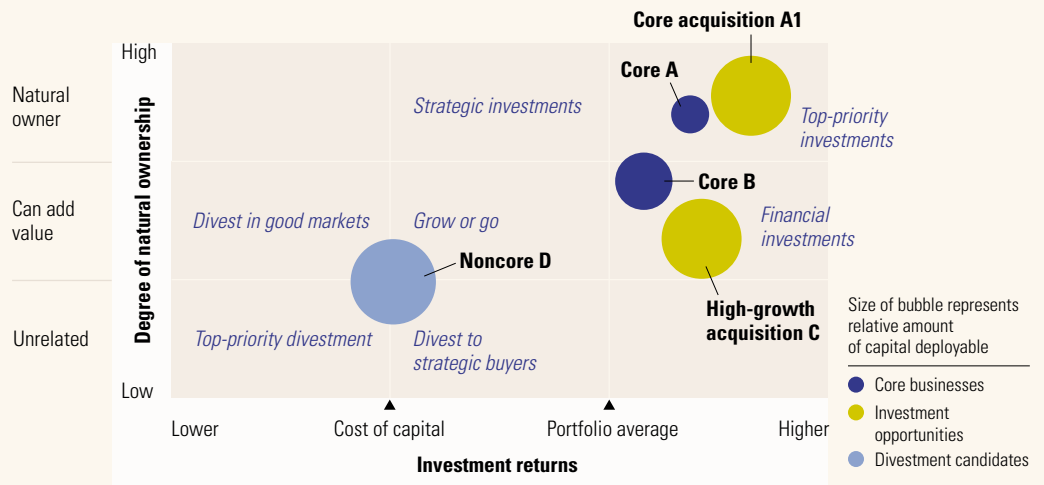 Core acquisition A1
High
Core A
Natural
owner
Strategic investments
Top-priority
investments
Degree of natural ownership
Core B
Can add
value
Divest in good markets
Grow or go
Financial
investments
Noncore D
High-growth
acquisition C
Unrelated
Top-priority divestment
Divest to
strategic buyers
Low
Lower
Cost of capital
Portfolio average
Higher
Investment returns
Size of bubble represents
relative amount
of capital deployable
Core businesses
Investment
opportunities
Divestment candidates